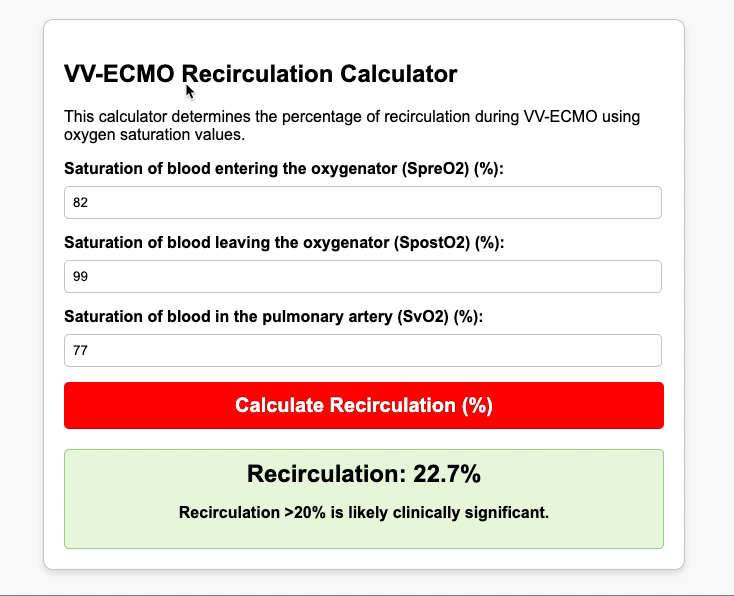 VV-ECMO Recirculation Calculator
This calculator determines the percentage of recirculation during VV-ECMO using
oxygen saturation values.
Saturation of blood entering the oxygenator (SpreO2) (%):
82
Saturation of blood leaving the oxygenator (SpostO2) (%):
99
Saturation of blood in the pulmonary artery (SvO2) (%):
77
Calculate Recirculation (%)
Recirculation: 22.7%
Recirculation >20% is likely clinically significant.